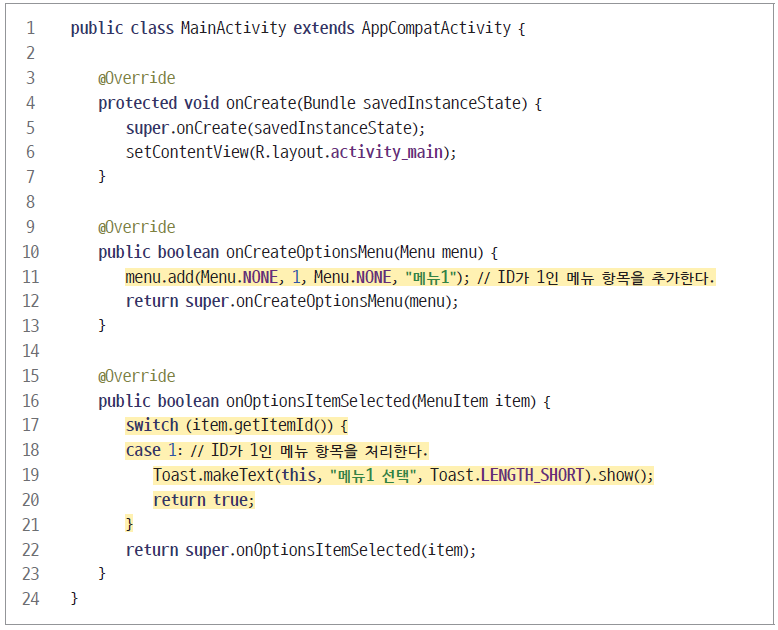 1 public class MainActivity extends AppCompatActivity {
2
3 @Override
4 protected void onCreate(Bundle savedInstanceState) {
5 super.onCreate(savedInstanceState);
6 setContentView(R.layout.activity_main);
7 }
8
9 @Override
10 public boolean onCreateOptionsMenu(Menu menu) {
11 menu.add(Menu.NONE, 1, Menu.NONE, "메뉴1"); // ID가 1인 메뉴 항목을 추가한다.
12 return super.onCreateOptionsMenu(menu);
13 }
14
15 @Override
16 public boolean onOptionsItemSelected(MenuItem item) {
17 switch (item.getItemId()) {
18 case 1: // ID가 1인 메뉴 항목을 처리한다.
19 Toast.makeText(this, "메뉴1 선택", Toast.LENGTH_SHORT).show();
20 return true;
21 }
22 return super.onOptionsItemSelected(item);
23 }
24 }